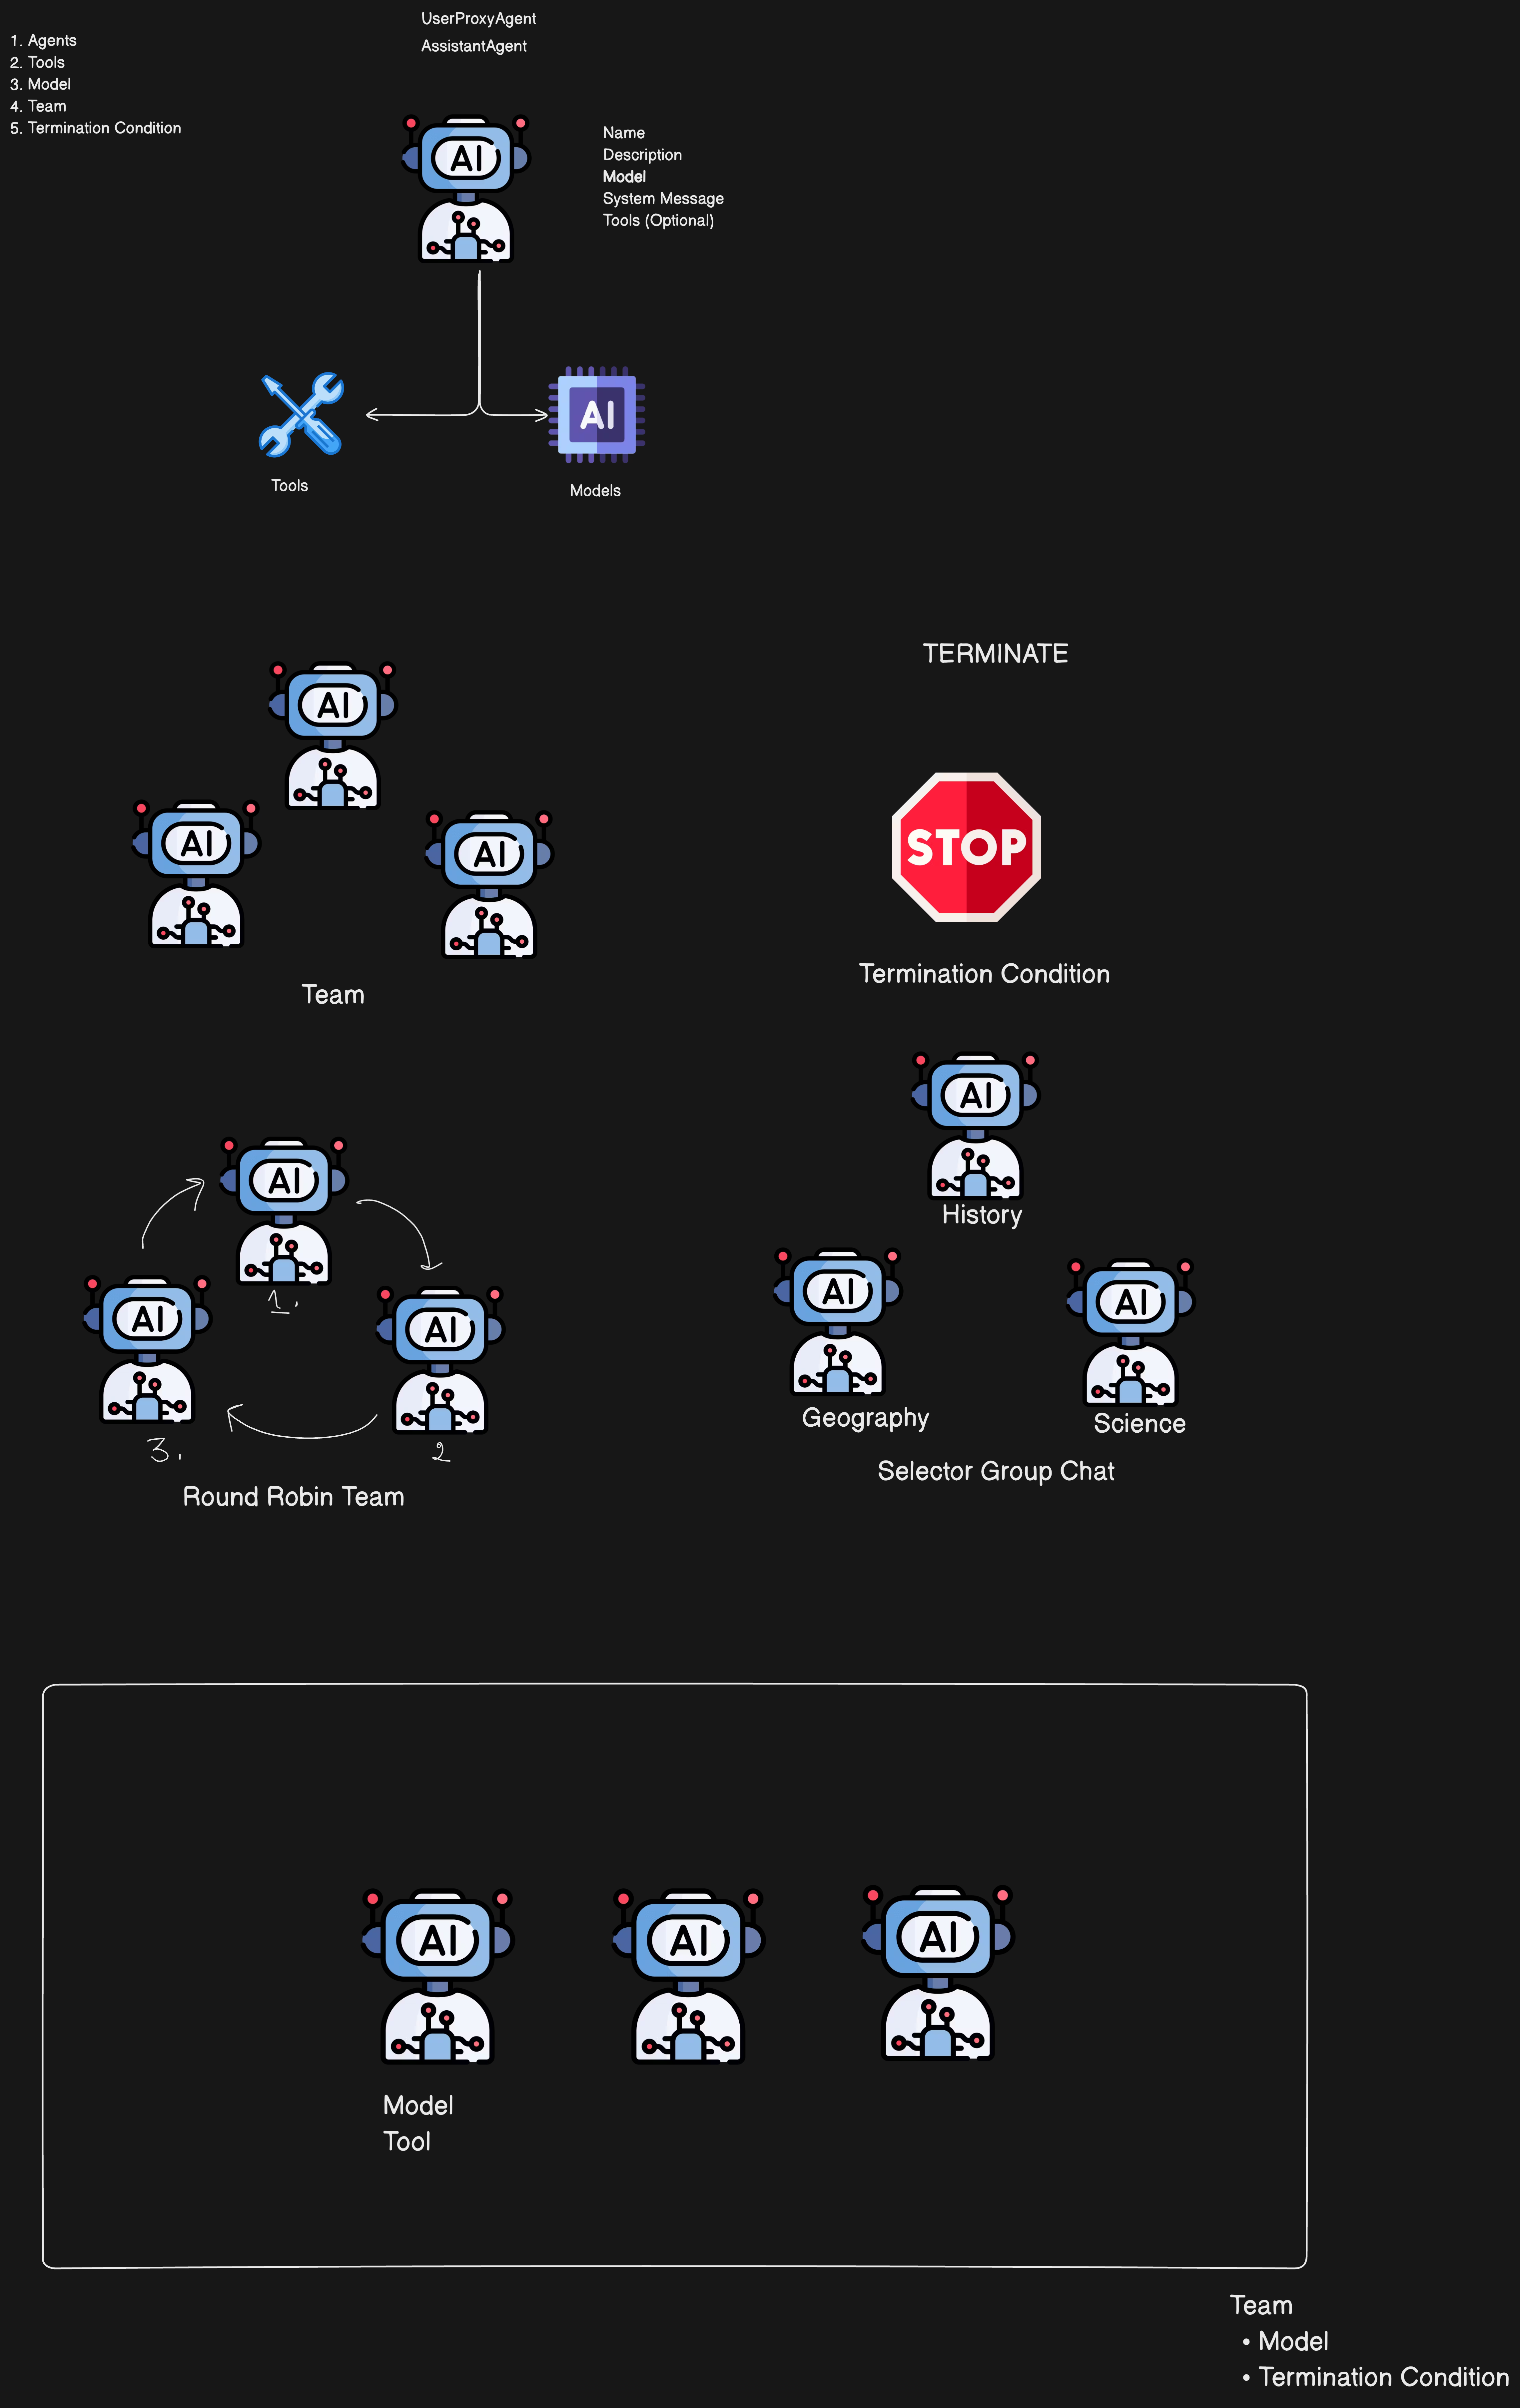 UserProxyAgent
AssistantAgent
1. Agents
2. Tools
3. Model
4. Team
5. Termination Condition
AI
Name
Description
Model
System Message
Tools (Optional)
AI
Tools
Models
TERMINATE
AI
AI
AI
STOP
Team
Termination Condition
AI
AI
AI
1.
2
3.
Round Robin Team
AI
History
AI
AI
Geography
Science
Selector Group Chat
AI
AI
AI
Model
Tool
Team
• Model
• Termination Condition